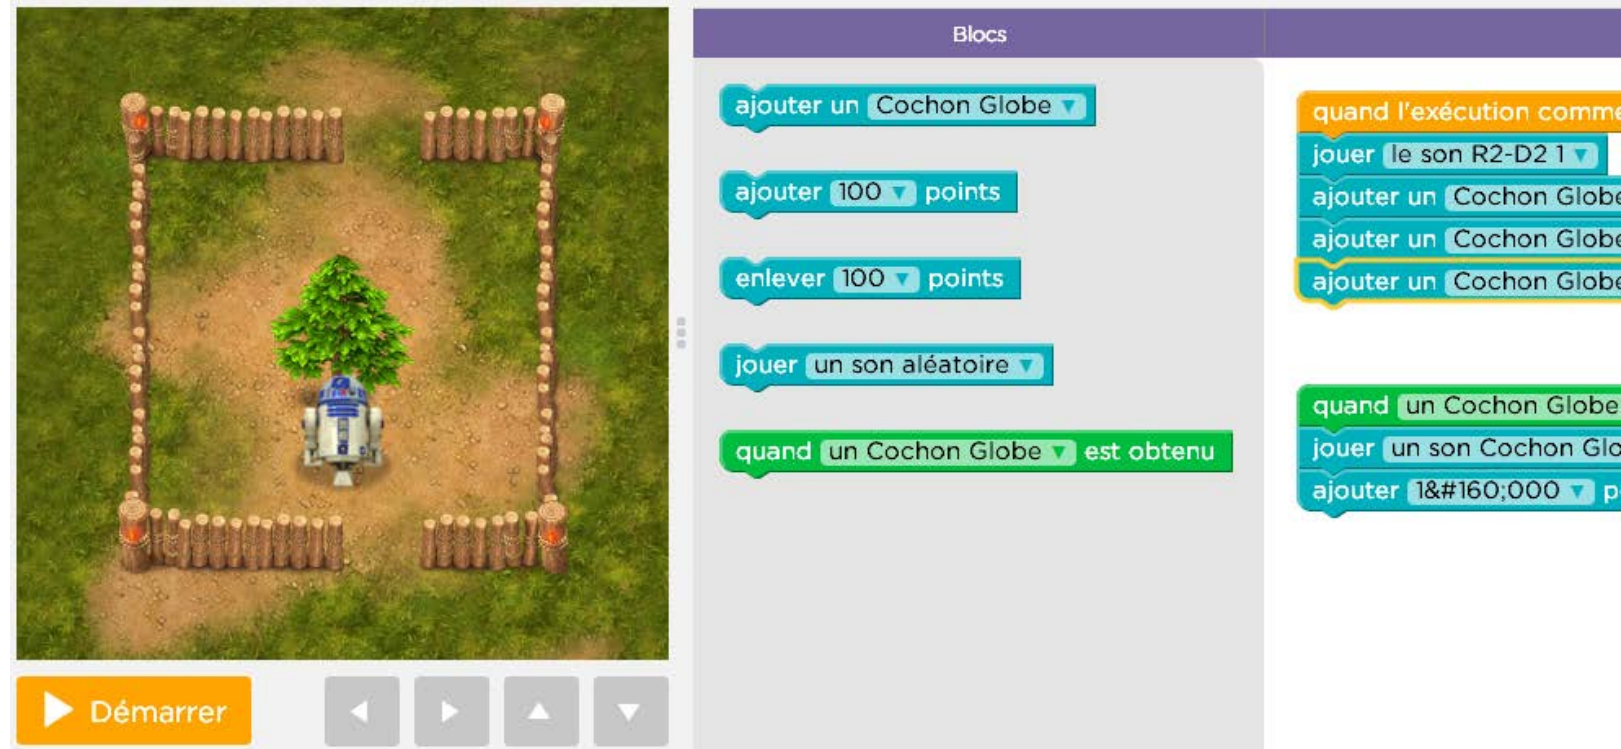 Blocs
ajouter un Cochon Globe
ajouter 100 points
enlever 100 points
jouer un son aléatoire
quand un Cochon Globe est obtenu
quand l'exécution comme
jouer le son R2-D2 1
ajouter un Cochon Globe
ajouter un Cochon Globe
ajouter un Cochon Globe
quand un Cochon Globe
jouer un son Cochon Glo
ajouter 1&#160;000 p
Démarrer